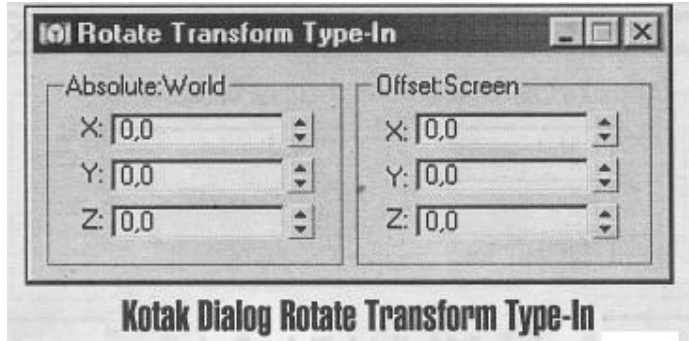 Rotate Transform Type-In
Absolute:World
X: 0,0
Y: 0,0
Z: 0,0
Offset:Screen
X: 0,0
Y: 0,0
Z: 0,0
Kotak Dialog Rotate Transform Type-In